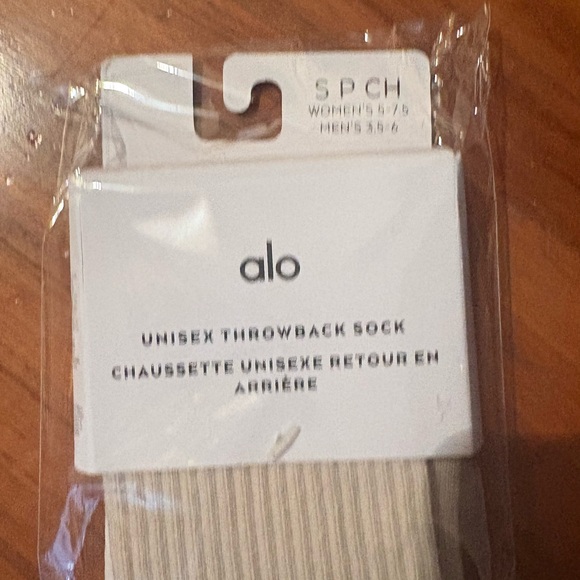 S P CH
WOMEN'S 5-7.5
MEN'S 3.5-6
alo
UNISEX THROWBACK SOCK
CHAUSSETTE UNISEXE RETOUR EN
ARRIÈRE